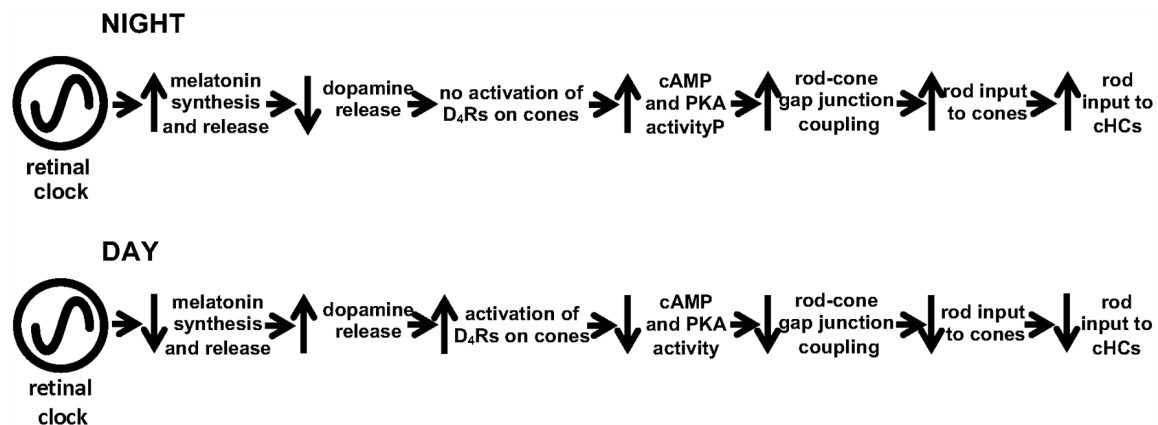 NIGHT
retinal
clock
melatonin
synthesis
and release
dopamine
release
no activation of
D₄Rs on cones
cAMP
and PKA
activityP
rod-cone
gap junction
coupling
rod input
to cones
rod
input to
cHCs
DAY
retinal
clock
melatonin
synthesis
and release
dopamine
release
activation of
D₄Rs on cones
cAMP
and PKA
activity
rod-cone
gap junction
coupling
rod input
to cones
rod
input to
cHCs